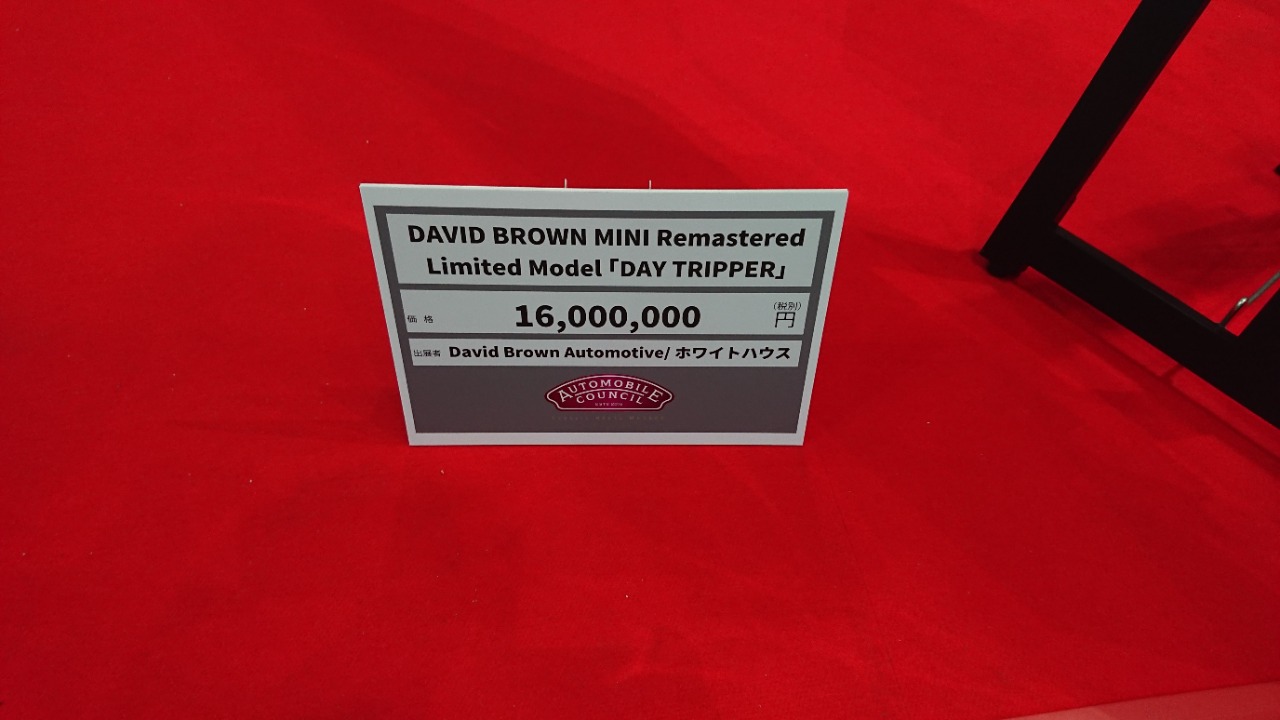 DAVID BROWN MINI Remastered
Limited Model「DAY TRIPPER」
価格 16,000,000 (税別) 円
出展者 David Brown Automotive/ ホワイトハウス
AUTOMOBILE
COUNCIL